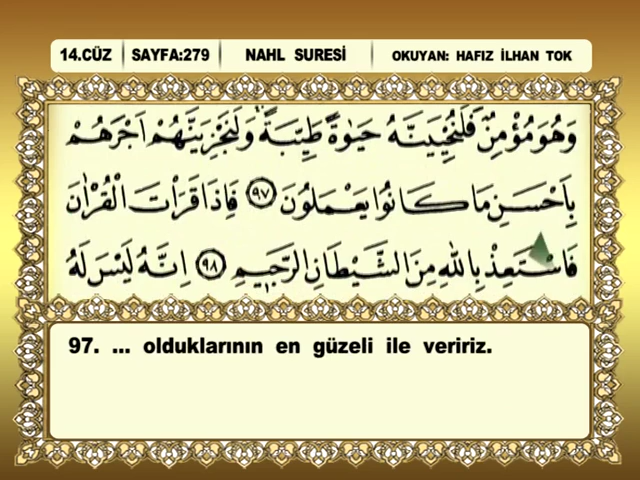 14.CÜZ SAYFA:279 NAHL SURESİ OKUYAN: HAFIZ İLHAN TOK
وَهُوَ مُؤْمِنٌ فَلَنُحْيِيَنَّهُ حَيٰوةً طَيِّبَةً وَلَنَجْزِيَنَّهُمْ اَجْرَهُمْ
بِاَحْسَنِ مَا كَانُوا يَعْمَلُونَ ﴿٩٧﴾ فَاِذَا قَرَأْتَ الْقُرْاٰنَ
فَاسْتَعِذْ بِاللّٰهِ مِنَ الشَّيْطَانِ الرَّجٖيمِ ﴿٩٨﴾ اِنَّهُ لَيْسَ لَهُ
97. ... olduklarının en güzeli ile veririz.